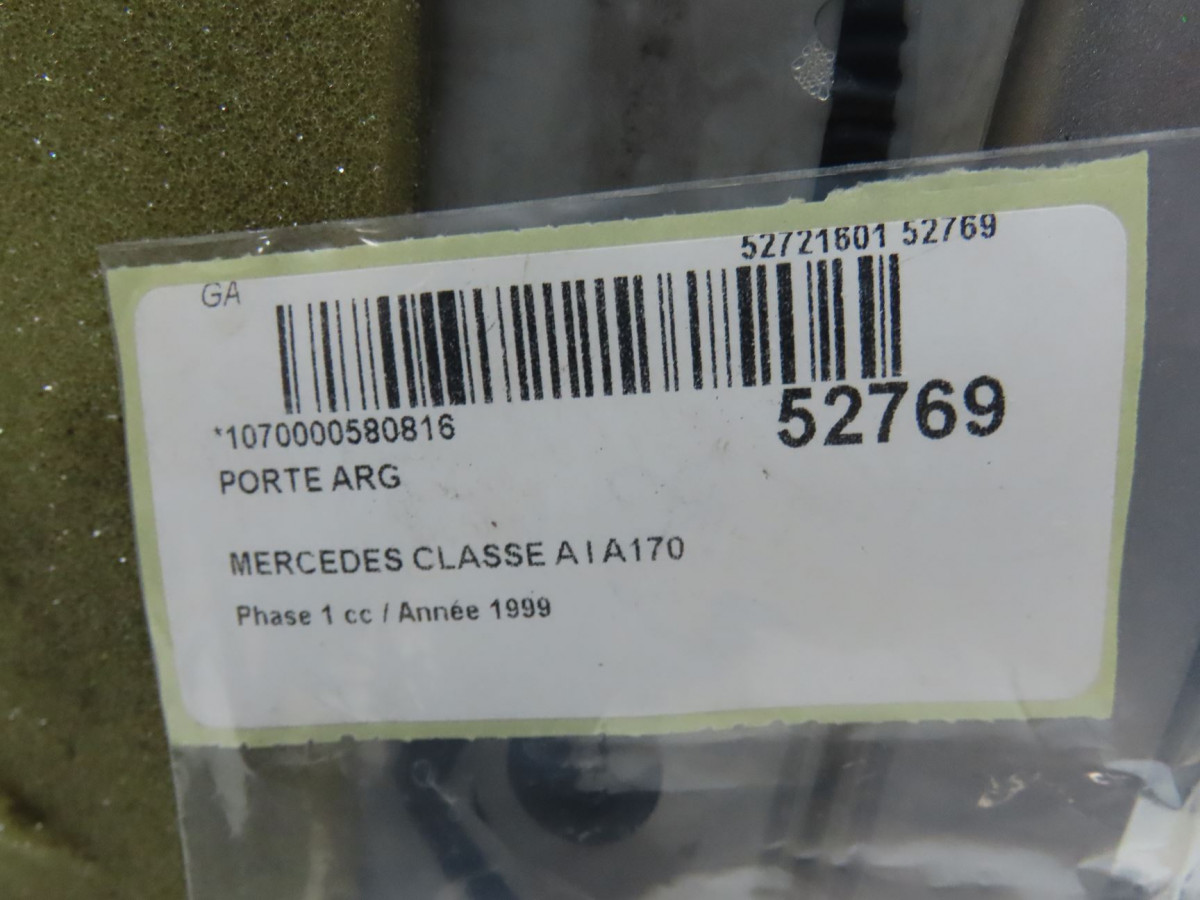 52721601 52769
GA
*1070000580816
52769
PORTE ARG
MERCEDES CLASSE A I A170
Phase 1 cc / Année 1999